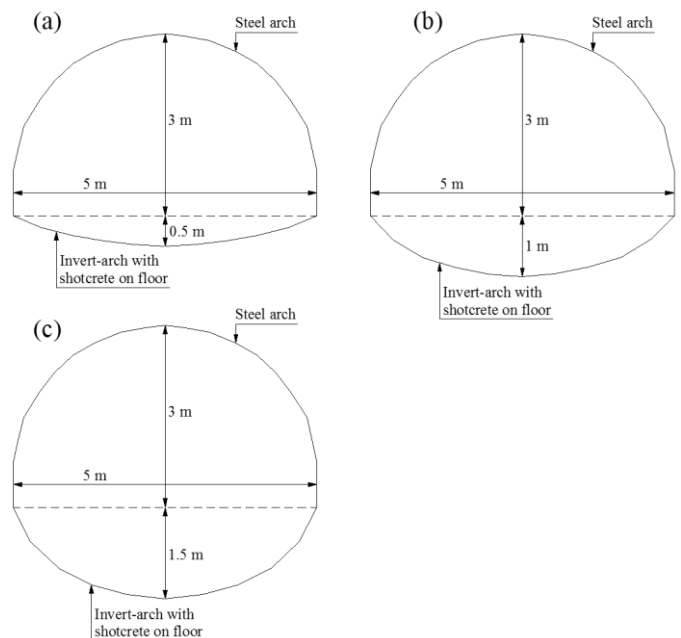 (a)
Steel arch
3 m
5 m
0.5 m
Invert-arch with
shotcrete on floor
(b)
Steel arch
3 m
5 m
1 m
Invert-arch with
shotcrete on floor
(c)
Steel arch
3 m
5 m
1.5 m
Invert-arch with
shotcrete on floor